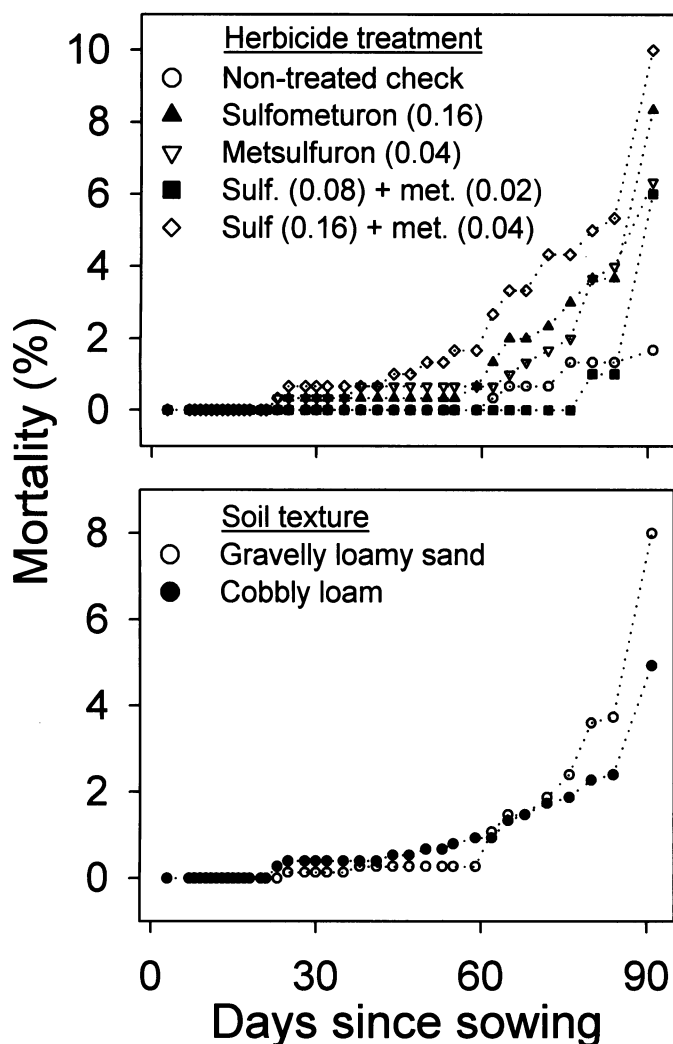 Mortality (%)
10
8
6
4
2
0
Herbicide treatment
Non-treated check
Sulfometuron (0.16)
Metsulfuron (0.04)
Sulf. (0.08) + met. (0.02)
Sulf (0.16) + met. (0.04)
8
6
4
2
0
Soil texture
Gravelly loamy sand
Cobbly loam
0 30 60 90
Days since sowing